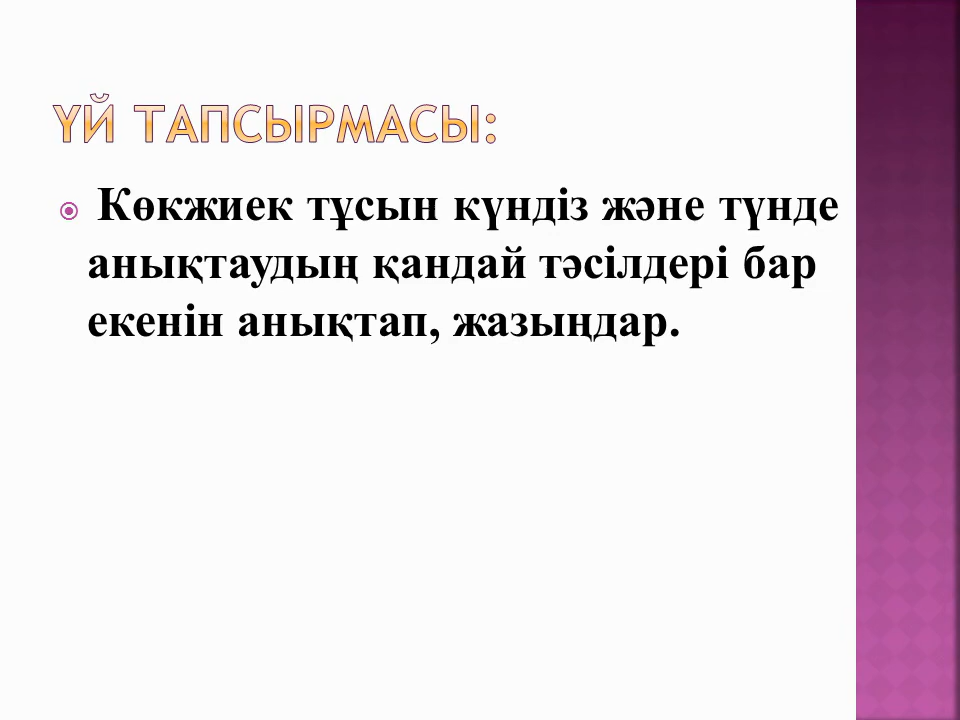 ҮЙ ТАПСЫРМАСЫ:
Көкжиек тұсын күндіз және түнде
анықтаудың қандай тәсілдері бар
екенін анықтап, жазыңдар.